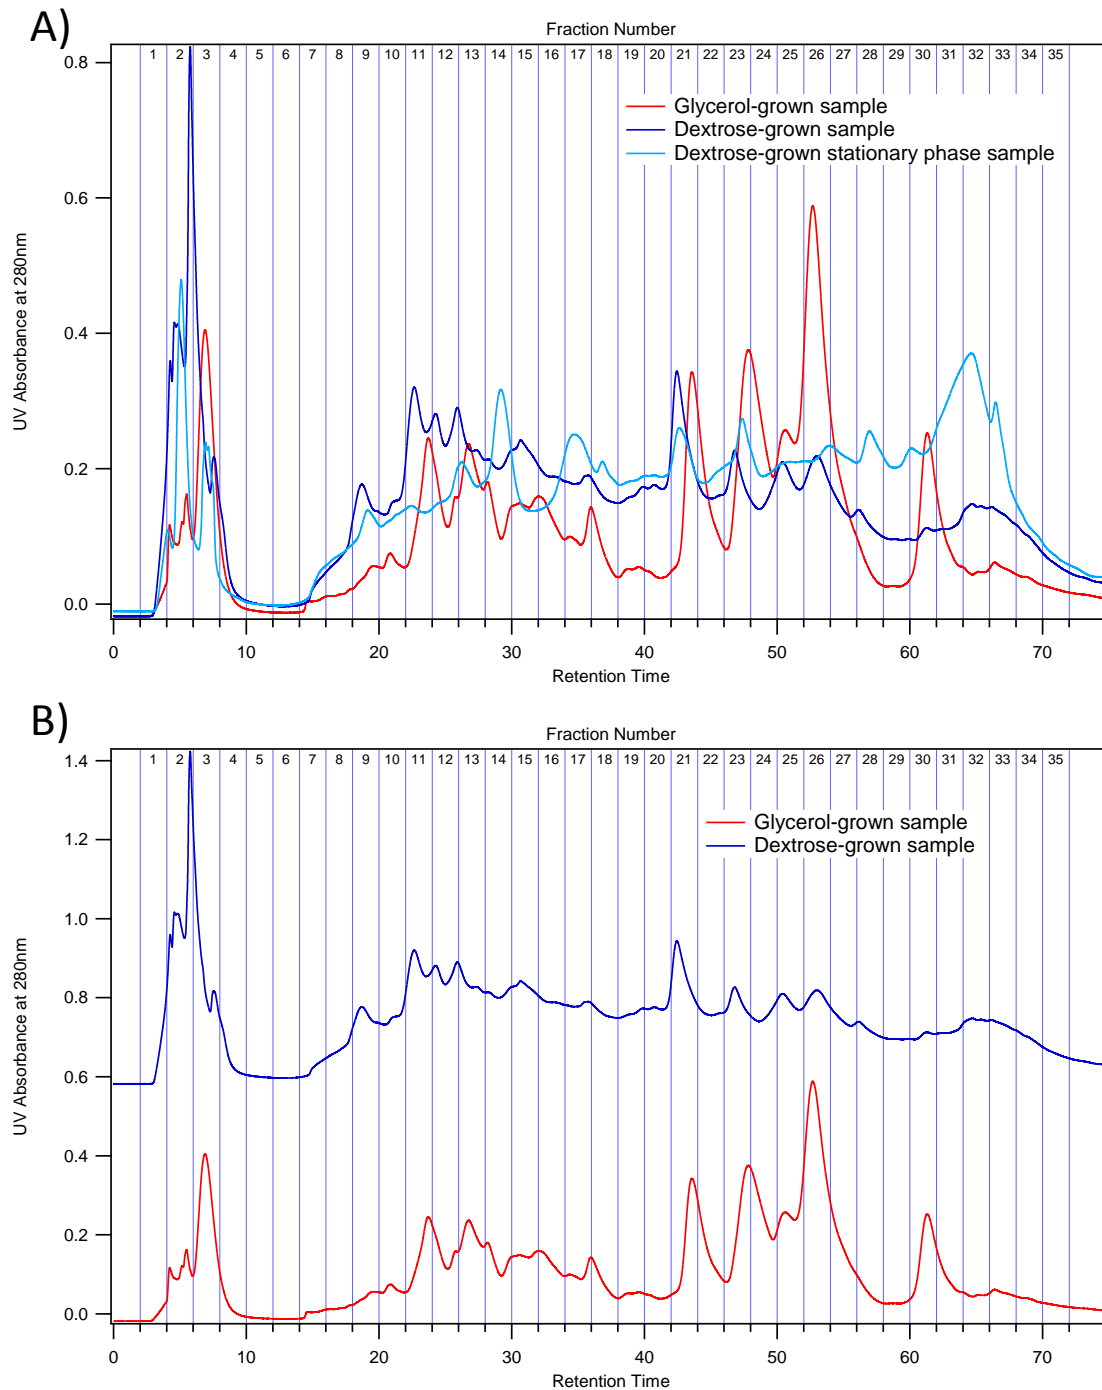 A)
Fraction Number
1 2 3 4 5 6 7 8 9 10 11 12 13 14 15 16 17 18 19 20 21 22 23 24 25 26 27 28 29 30 31 32 33 34 35
0.8
Glycerol-grown sample
Dextrose-grown sample
Dextrose-grown stationary phase sample
0.6
UV Absorbance at 280nm
0.4
0.2
0.0
0 10 20 30 40 50 60 70
Retention Time
B)
Fraction Number
1 2 3 4 5 6 7 8 9 10 11 12 13 14 15 16 17 18 19 20 21 22 23 24 25 26 27 28 29 30 31 32 33 34 35
1.4
Glycerol-grown sample
Dextrose-grown sample
1.2
1.0
UV Absorbance at 280nm
0.8
0.6
0.4
0.2
0.0
0 10 20 30 40 50 60 70
Retention Time